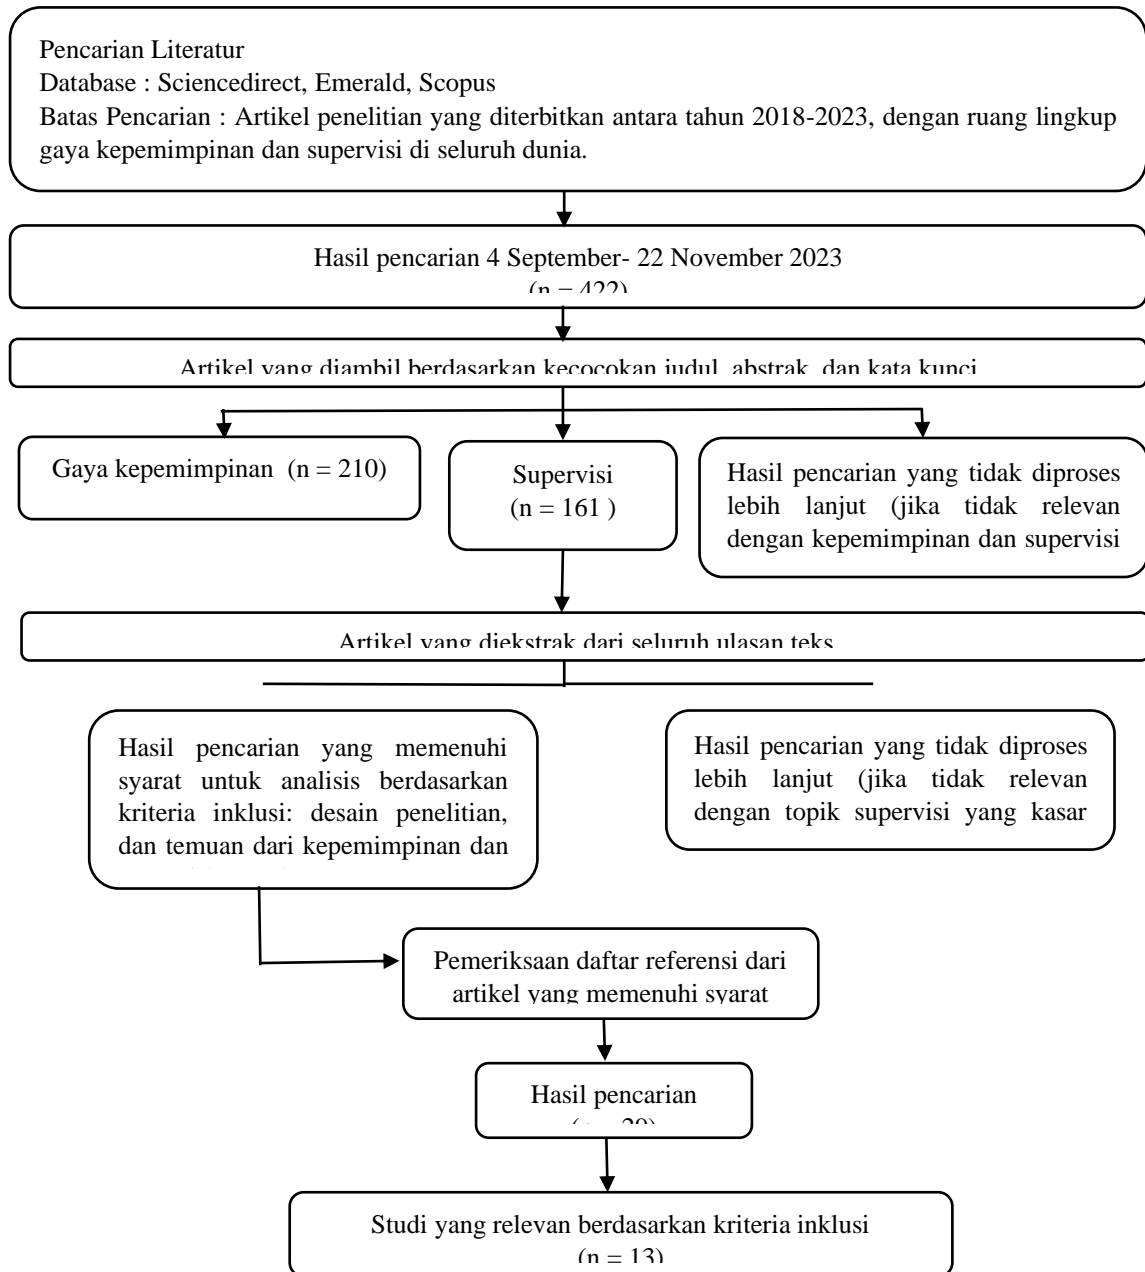 Pencarian Literatur
Database : Sciencedirect, Emerald, Scopus
Batas Pencarian : Artikel penelitian yang diterbitkan antara tahun 2018-2023, dengan ruang lingkup
gaya kepemimpinan dan supervisi di seluruh dunia.
Hasil pencarian 4 September- 22 November 2023
(n = 422)
Artikel yang diambil berdasarkan kecocokan judul, abstrak, dan kata kunci
Gaya kepemimpinan (n = 210)
Supervisi
(n = 161 )
Hasil pencarian yang tidak diproses
lebih lanjut (jika tidak relevan
dengan kepemimpinan dan supervisi
Artikel yang diekstrak dari seluruh ulasan teks
Hasil pencarian yang memenuhi
syarat untuk analisis berdasarkan
kriteria inklusi: desain penelitian,
dan temuan dari kepemimpinan dan
Hasil pencarian yang tidak diproses
lebih lanjut (jika tidak relevan
dengan topik supervisi yang kasar
Pemeriksaan daftar referensi dari
artikel yang memenuhi syarat
Hasil pencarian
Studi yang relevan berdasarkan kriteria inklusi
(n = 13)